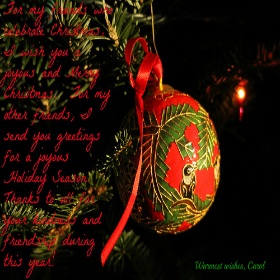 For my friends who
celebrate Christmas,
I wish you a
joyous and Merry
Christmas. For my
other friends, I
send you greetings
for a joyous
Holiday Season.
Thanks to all for
your kindness and
friendship during
this year.
Warmest wishes, Carol